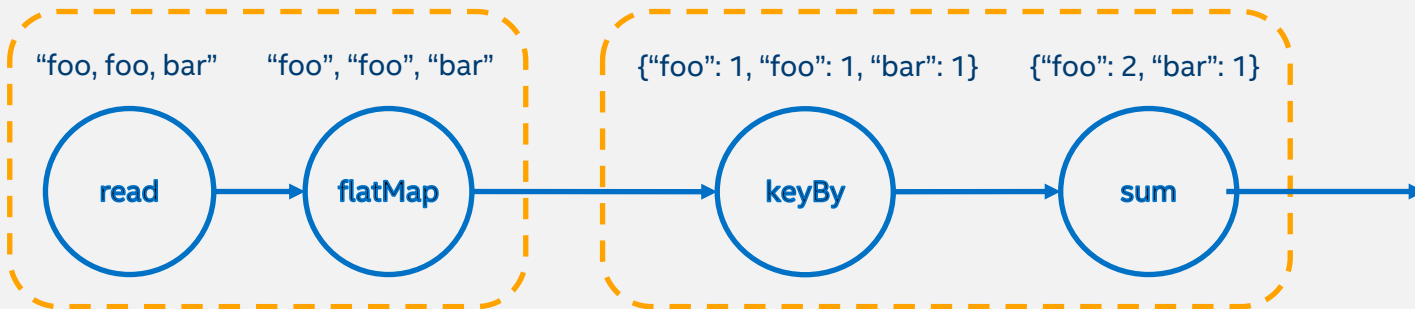 “foo, foo, bar”
“foo”, “foo”, “bar”
{“foo”: 1, “foo”: 1, “bar”: 1}
{“foo”: 2, “bar”: 1}
read
flatMap
keyBy
sum